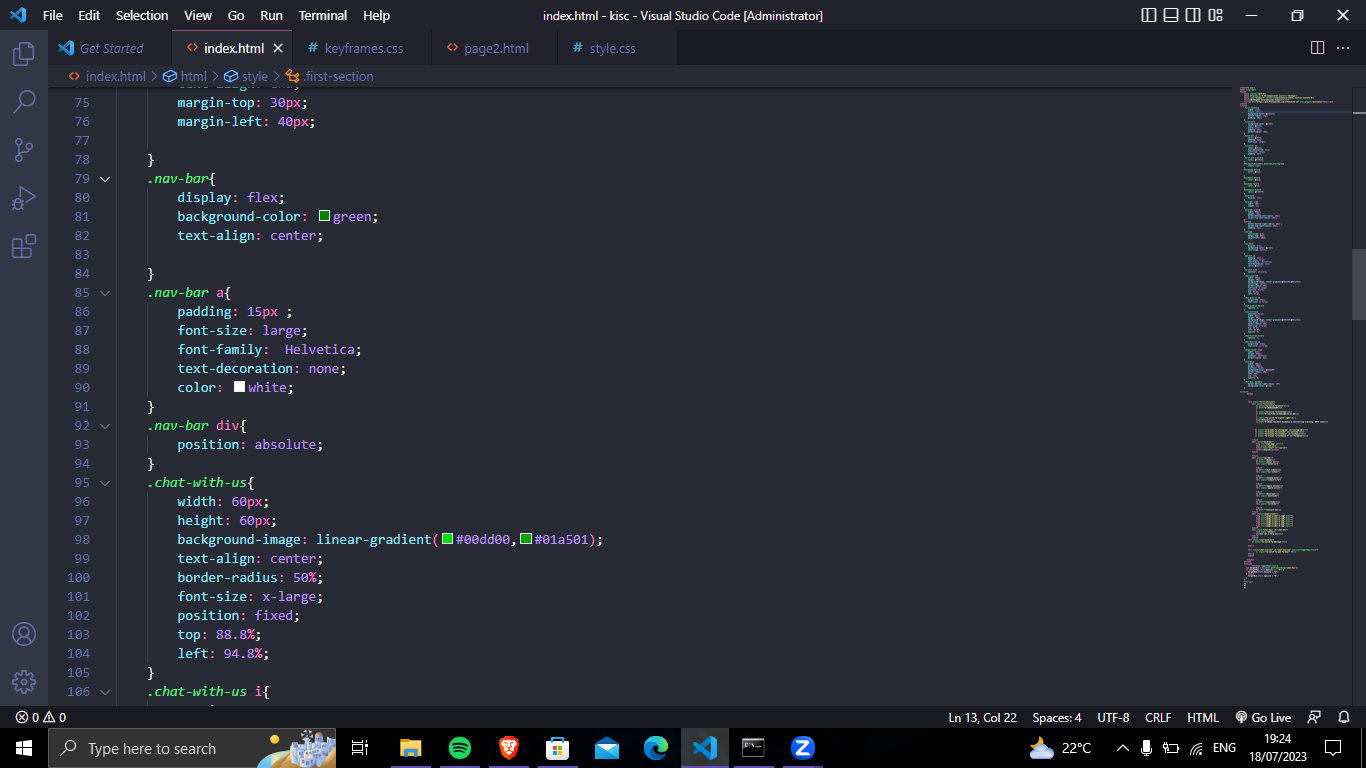 File Edit Selection View Go Run Terminal Help index.html - kisc - Visual Studio Code [Administrator]
Get Started index.html keyframes.css page2.html style.css
index.html > html > style > .first-section
75 margin-top: 30px;
76 margin-left: 40px;
77
78 }
79 .nav-bar{
80 display: flex;
81 background-color: green;
82 text-align: center;
83
84 }
85 .nav-bar a{
86 padding: 15px ;
87 font-size: large;
88 font-family:  Helvetica;
89 text-decoration: none;
90 color: white;
91 }
92 .nav-bar div{
93 position: absolute;
94 }
95 .chat-with-us{
96 width: 60px;
97 height: 60px;
98 background-image: linear-gradient(#00dd00,#01a501);
99 text-align: center;
100 border-radius: 50%;
101 font-size: x-large;
102 position: fixed;
103 top: 88.8%;
104 left: 94.8%;
105 }
106 .chat-with-us i{
0 0 Ln 13, Col 22 Spaces: 4 UTF-8 CRLF HTML Go Live
Type here to search 22°C ENG 19:24
18/07/2023